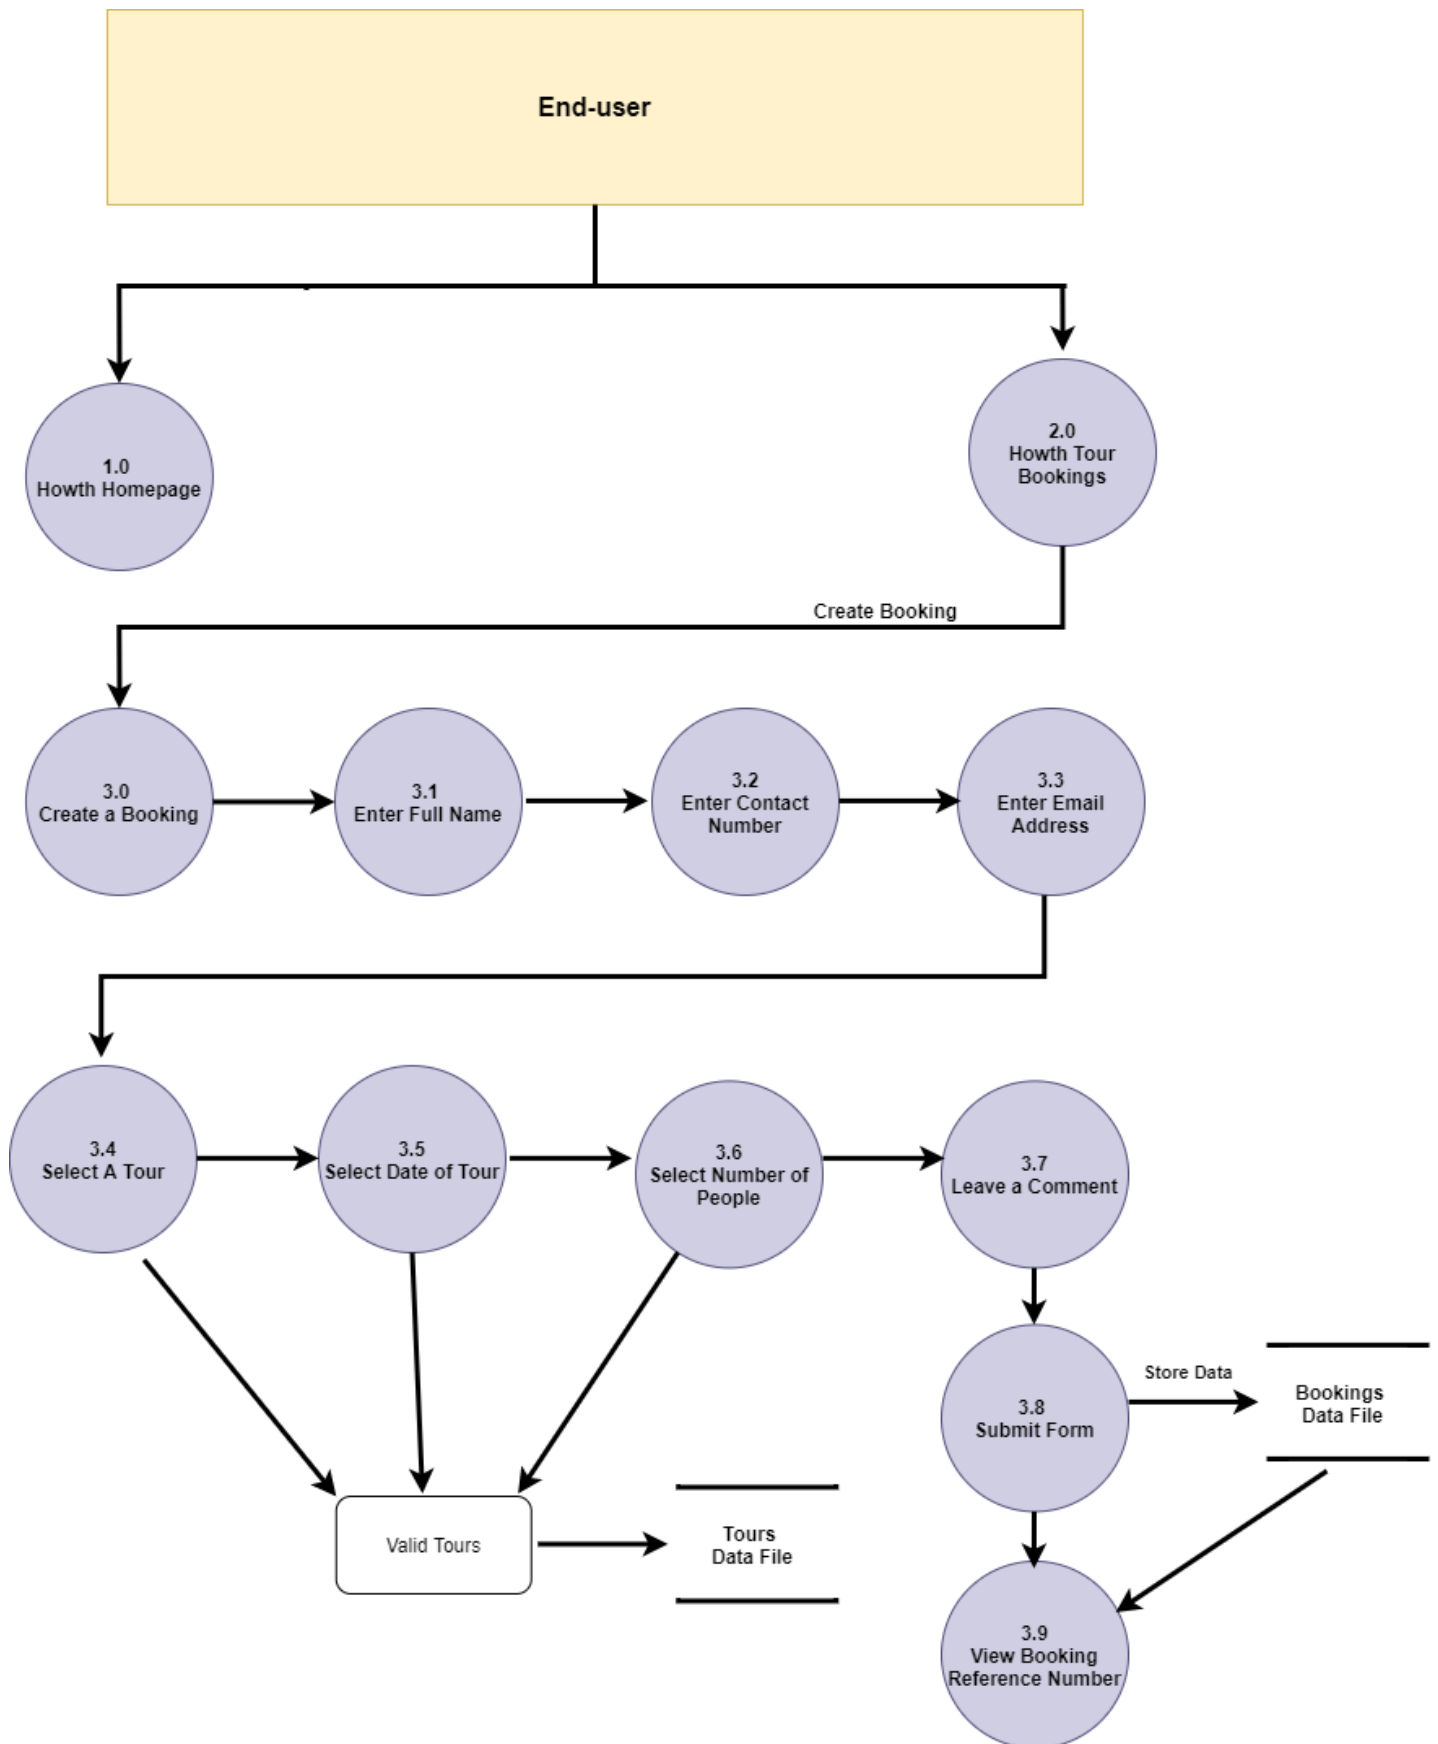 End-user
1.0
Howth Homepage
2.0
Howth Tour
Bookings
Create Booking
3.0
Create a Booking
3.1
Enter Full Name
3.2
Enter Contact
Number
3.3
Enter Email
Address
3.4
Select A Tour
3.5
Select Date of Tour
3.6
Select Number of
People
3.7
Leave a Comment
3.8
Submit Form
Store Data
Bookings
Data File
Valid Tours
Tours
Data File
3.9
View Booking
Reference Number